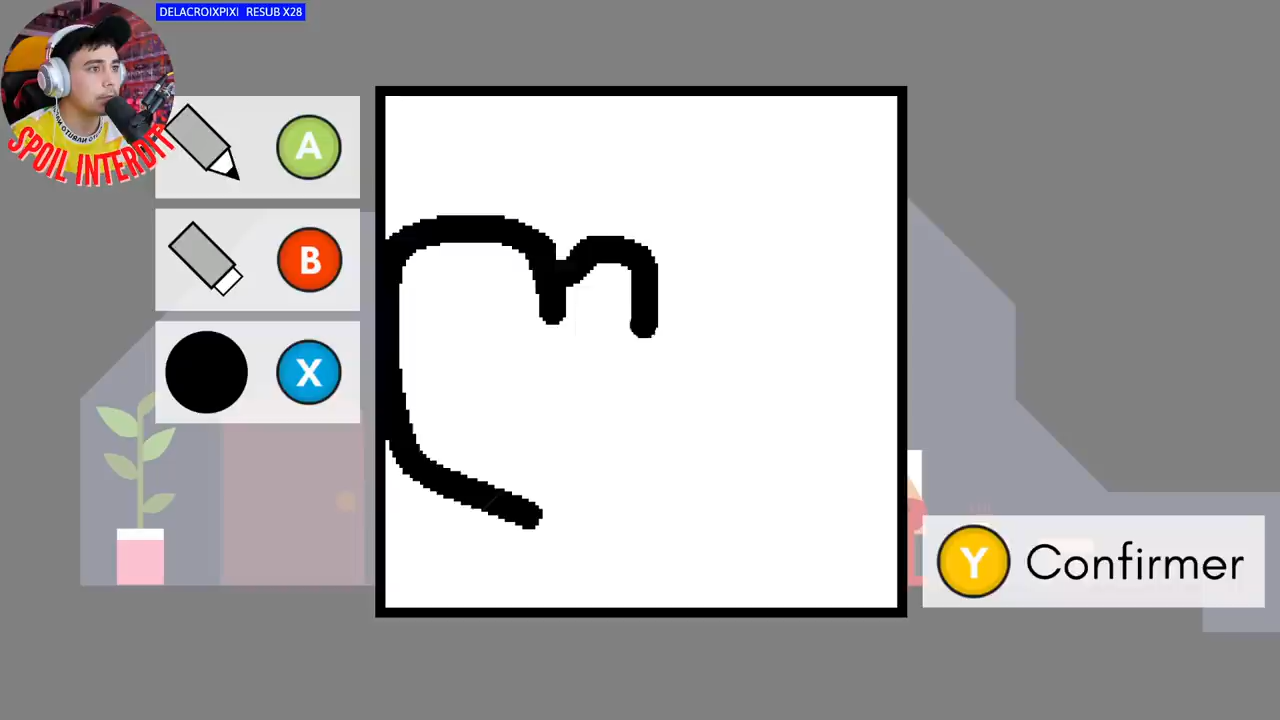 DELACROIXPIXI RESUB X28
SPOIL INTERDIT
A
B
X
Y Confirmer